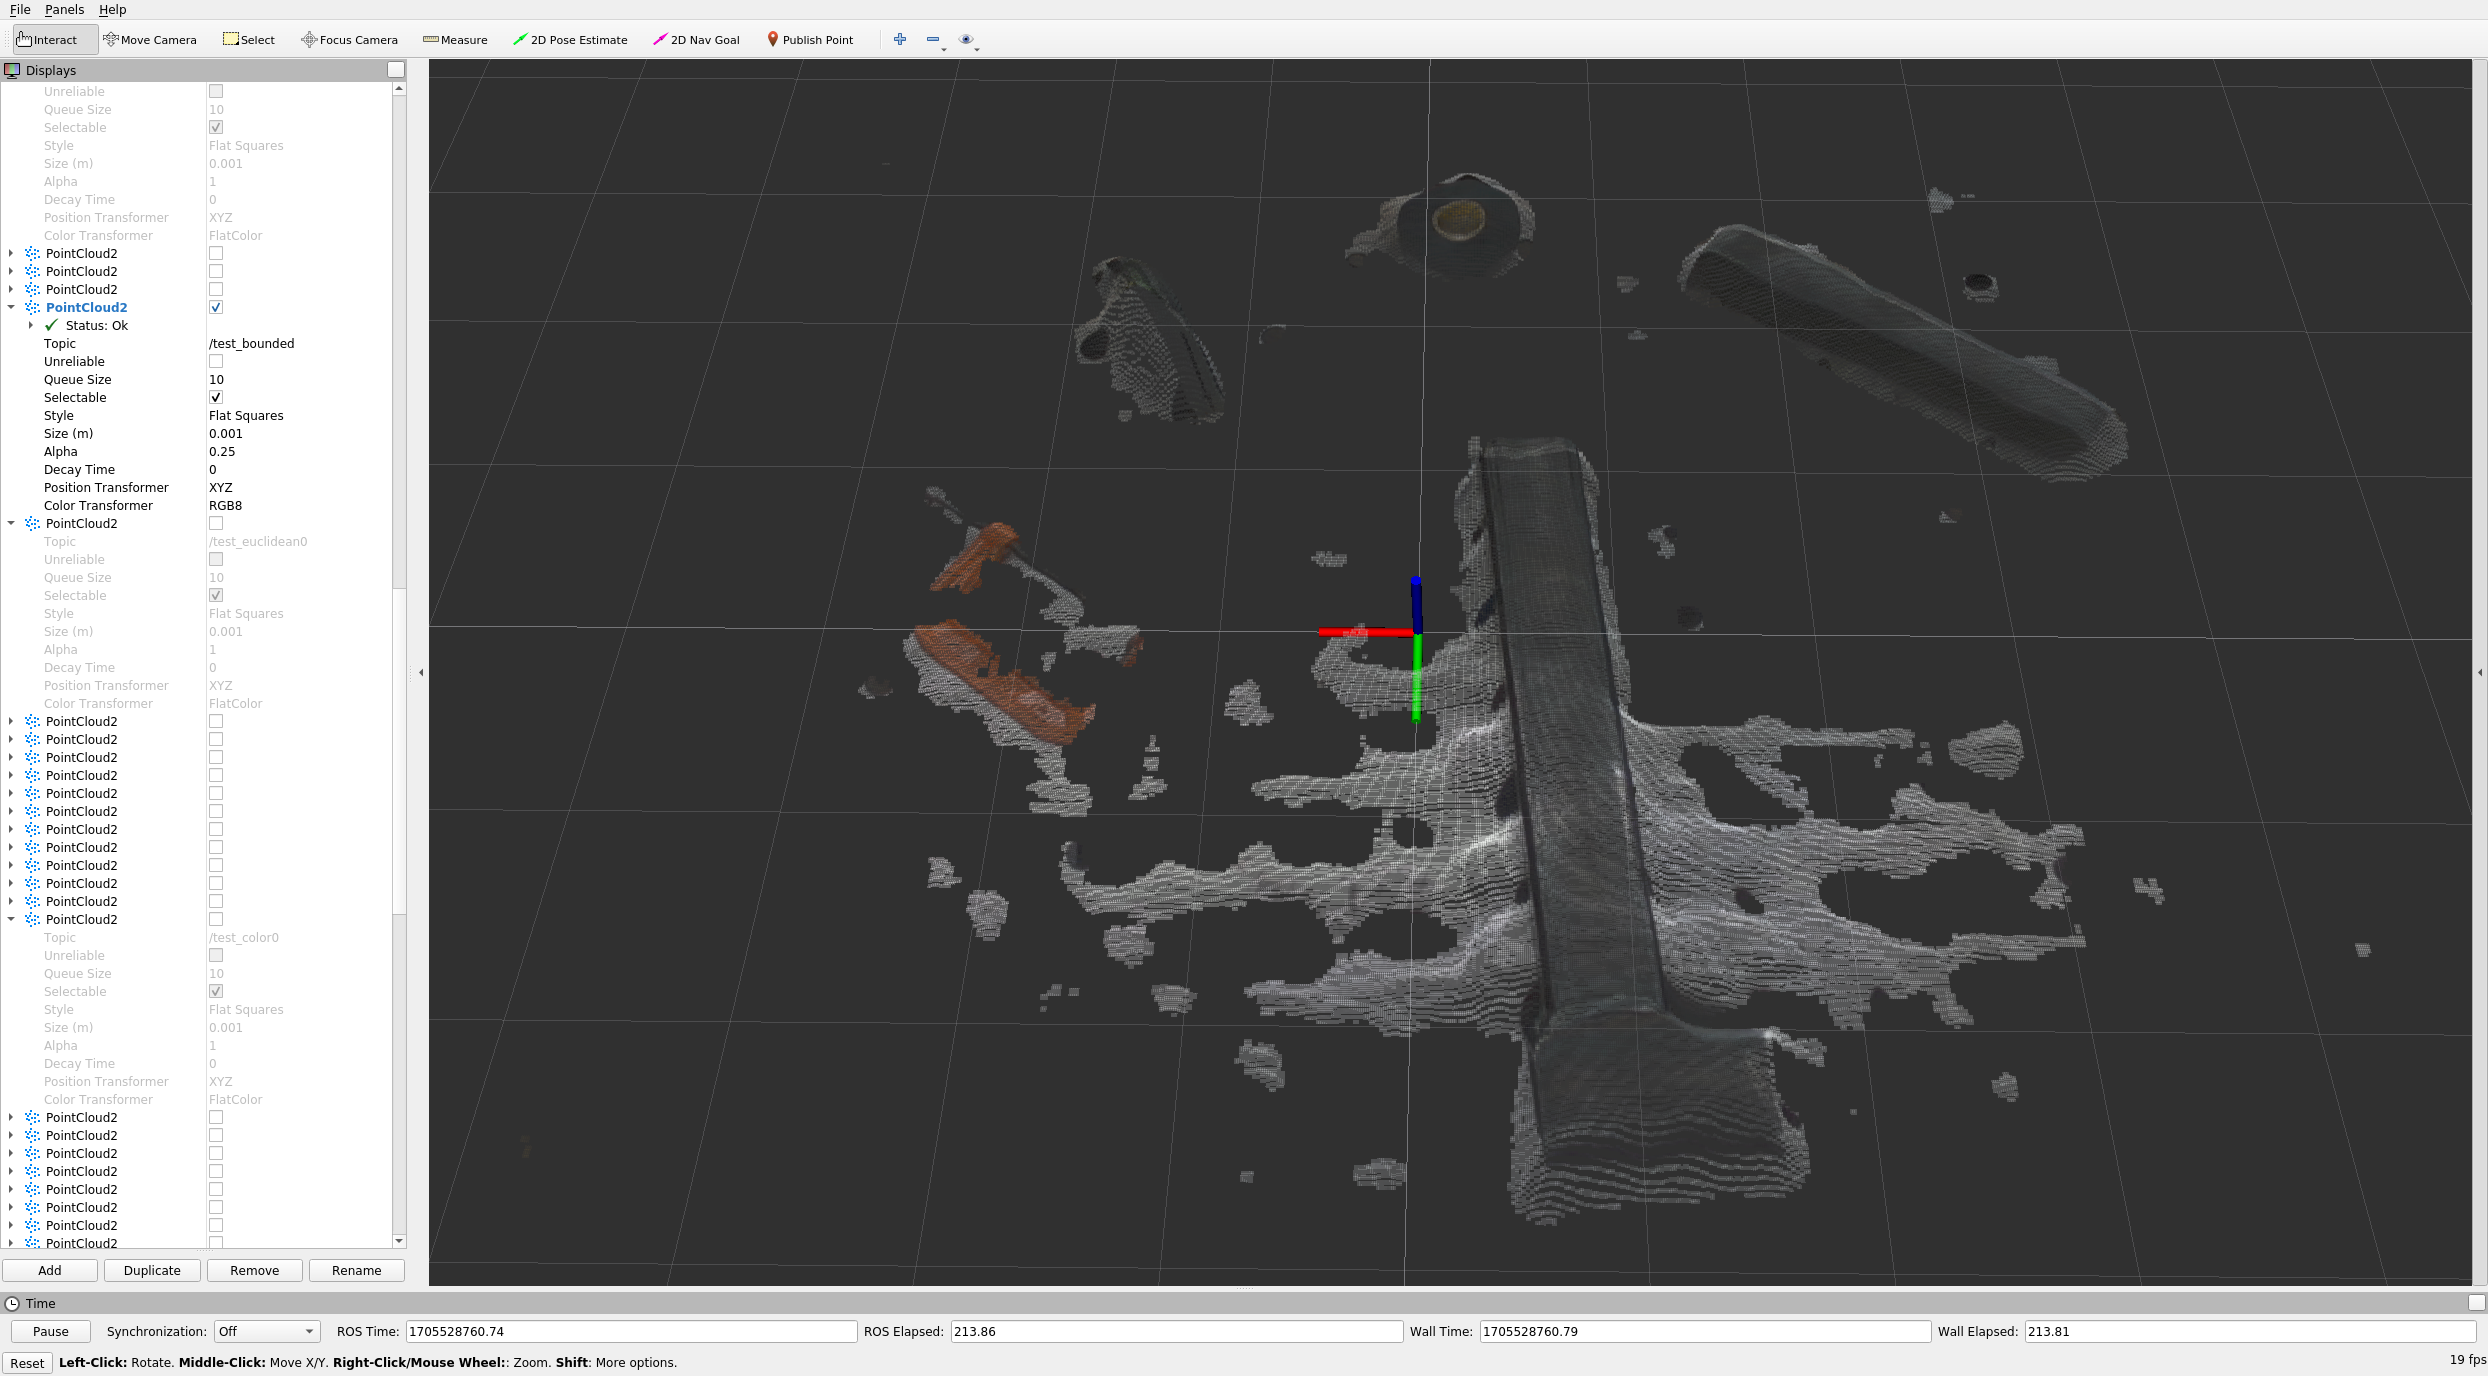 File Panels Help
Interact Move Camera Select Focus Camera Measure 2D Pose Estimate 2D Nav Goal Publish Point
Displays
Unreliable
Queue Size 10
Selectable
Style Flat Squares
Size (m) 0.001
Alpha 1
Decay Time 0
Position Transformer XYZ
Color Transformer FlatColor
PointCloud2
PointCloud2
PointCloud2
PointCloud2
Status: Ok
Topic /test_bounded
Unreliable
Queue Size 10
Selectable
Style Flat Squares
Size (m) 0.001
Alpha 0.25
Decay Time 0
Position Transformer XYZ
Color Transformer RGB8
PointCloud2
Topic /test_euclidean0
Unreliable
Queue Size 10
Selectable
Style Flat Squares
Size (m) 0.001
Alpha 1
Decay Time 0
Position Transformer XYZ
Color Transformer FlatColor
PointCloud2
PointCloud2
PointCloud2
PointCloud2
PointCloud2
PointCloud2
PointCloud2
PointCloud2
PointCloud2
PointCloud2
PointCloud2
PointCloud2
Topic /test_color0
Unreliable
Queue Size 10
Selectable
Style Flat Squares
Size (m) 0.001
Alpha 1
Decay Time 0
Position Transformer XYZ
Color Transformer FlatColor
PointCloud2
PointCloud2
PointCloud2
PointCloud2
PointCloud2
PointCloud2
PointCloud2
PointCloud2
Add Duplicate Remove Rename
Time
Pause Synchronization: Off ROS Time: 1705528760.74 ROS Elapsed: 213.86 Wall Time: 1705528760.79 Wall Elapsed: 213.81
Reset Left-Click: Rotate. Middle-Click: Move X/Y. Right-Click/Mouse Wheel:: Zoom. Shift: More options. 19 fps